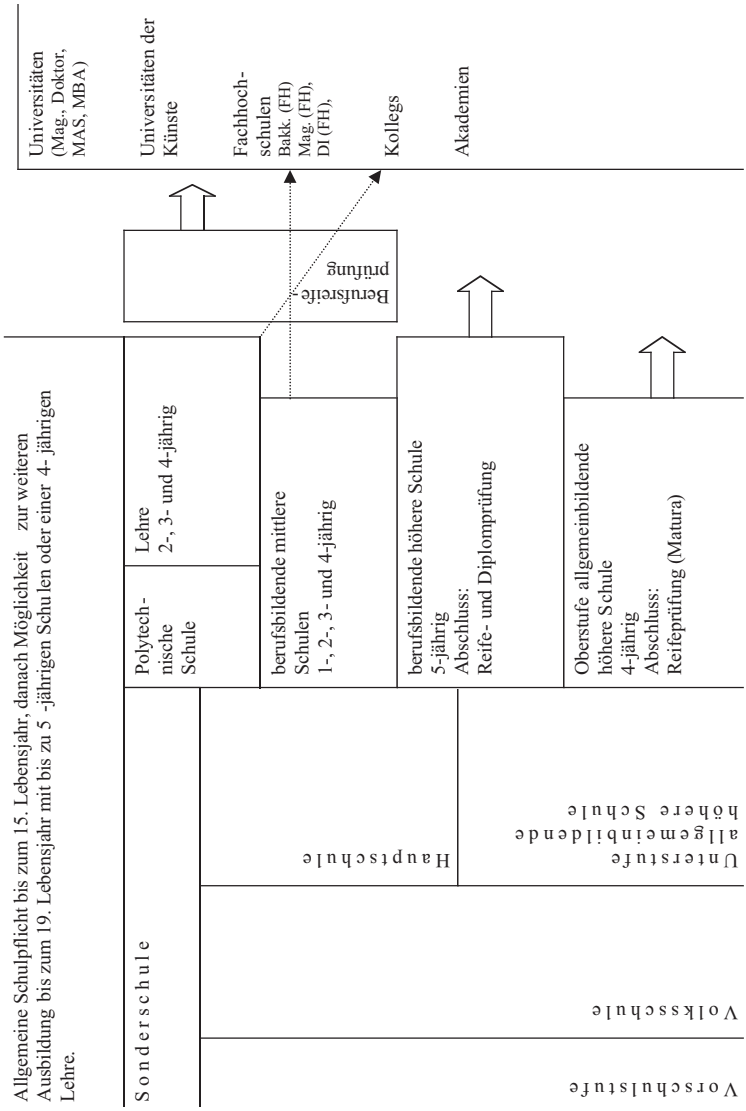 Allgemeine Schulpflicht bis zum 15. Lebensjahr, danach Möglichkeit zur weiteren
Ausbildung bis zum 19. Lebensjahr mit bis zu 5 -jährigen Schulen oder einer 4- jährigen
Lehre.
Sonderschule
Vorschulstufe
Volksschule
Hauptschule
Unterstufe
allgemeinbildende
höhere Schule
Polytech-
nische
Schule
Lehre
2-, 3- und 4-jährig
berufsbildende mittlere
Schulen
1-, 2-, 3- und 4-jährig
berufsbildende höhere Schule
5-jährig
Abschluss:
Reife- und Diplomprüfung
Oberstufe allgemeinbildende
höhere Schule
4-jährig
Abschluss:
Reifeprüfung (Matura)
Berufsreife-
prüfung
Universitäten
(Mag., Doktor,
MAS, MBA)
Universitäten der
Künste
Fachhoch-
schulen
Bakk. (FH)
Mag. (FH),
DI (FH),
Kollegs
Akademien